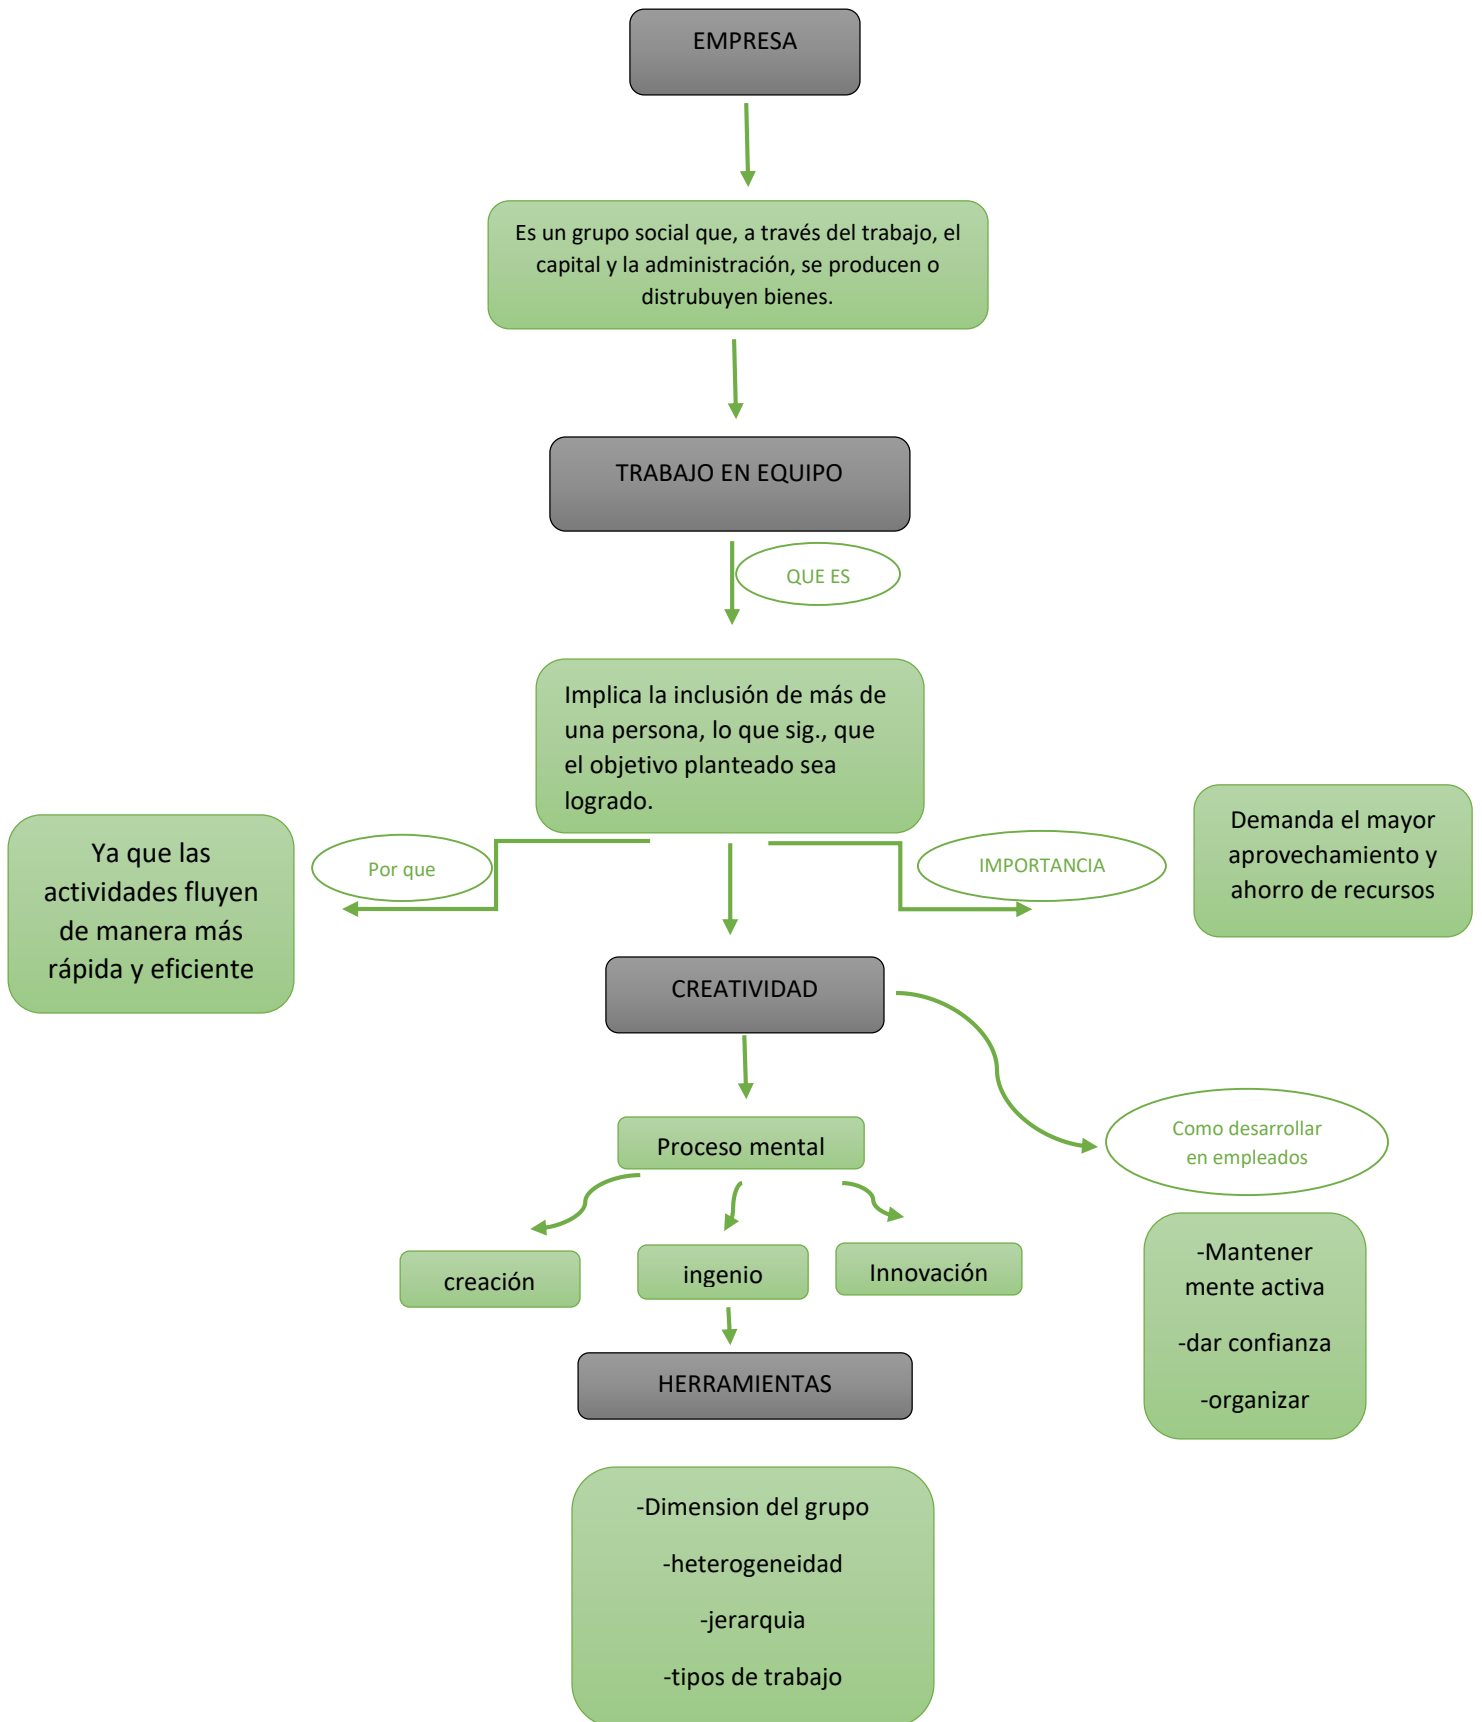 EMPRESA
Es un grupo social que, a través del trabajo, el
capital y la administración, se producen o
distrubuyen bienes.
TRABAJO EN EQUIPO
QUE ES
Implica la inclusión de más de
una persona, lo que sig., que
el objetivo planteado sea
logrado.
Ya que las
actividades fluyen
de manera más
rápida y eficiente
Por que
IMPORTANCIA
Demanda el mayor
aprovechamiento y
ahorro de recursos
CREATIVIDAD
Proceso mental
Como desarrollar
en empleados
creación
ingenio
Innovación
-Mantener
mente activa
-dar confianza
-organizar
HERRAMIENTAS
-Dimension del grupo
-heterogeneidad
-jerarquia
-tipos de trabajo